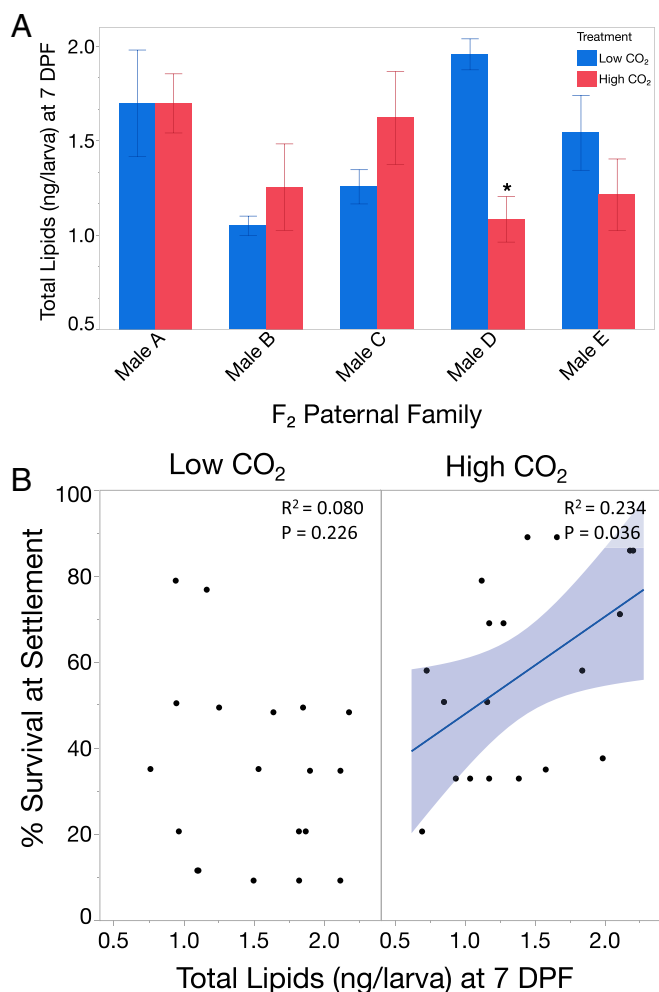 A
Total Lipids (ng/larva) at 7 DPF
2.0
1.5
1.0
0.5
Treatment
Low CO₂
High CO₂
*
Male A
Male B
Male C
Male D
Male E
F₂ Paternal Family
B
Low CO₂
High CO₂
% Survival at Settlement
100
80
60
40
20
0
R² = 0.080
P = 0.226
R² = 0.234
P = 0.036
0.5 1.0 1.5 2.0
0.5 1.0 1.5 2.0
Total Lipids (ng/larva) at 7 DPF